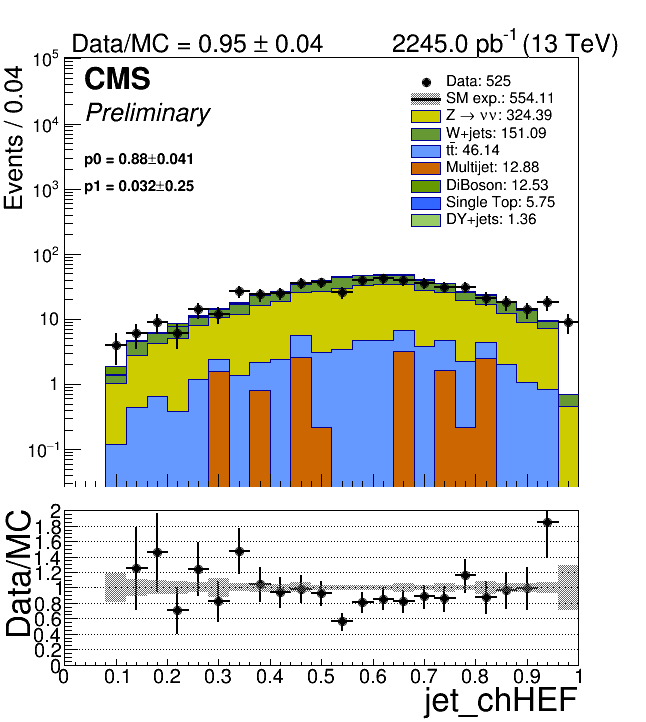 Data/MC = 0.95 ± 0.04 2245.0 pb⁻¹ (13 TeV)
CMS
Preliminary
p0 = 0.88±0.041
p1 = 0.032±0.25
Data: 525
SM exp.: 554.11
Z → νν: 324.39
W+jets: 151.09
tt̄: 46.14
Multijet: 12.88
DiBoson: 12.53
Single Top: 5.75
DY+jets: 1.36
Events / 0.04
10⁵
10⁴
10³
10²
10
1
10⁻¹
Data/MC
2
1.8
1.6
1.4
1.2
1
0.8
0.6
0.4
0.2
0
0 0.1 0.2 0.3 0.4 0.5 0.6 0.7 0.8 0.9 1
jet_chHEF